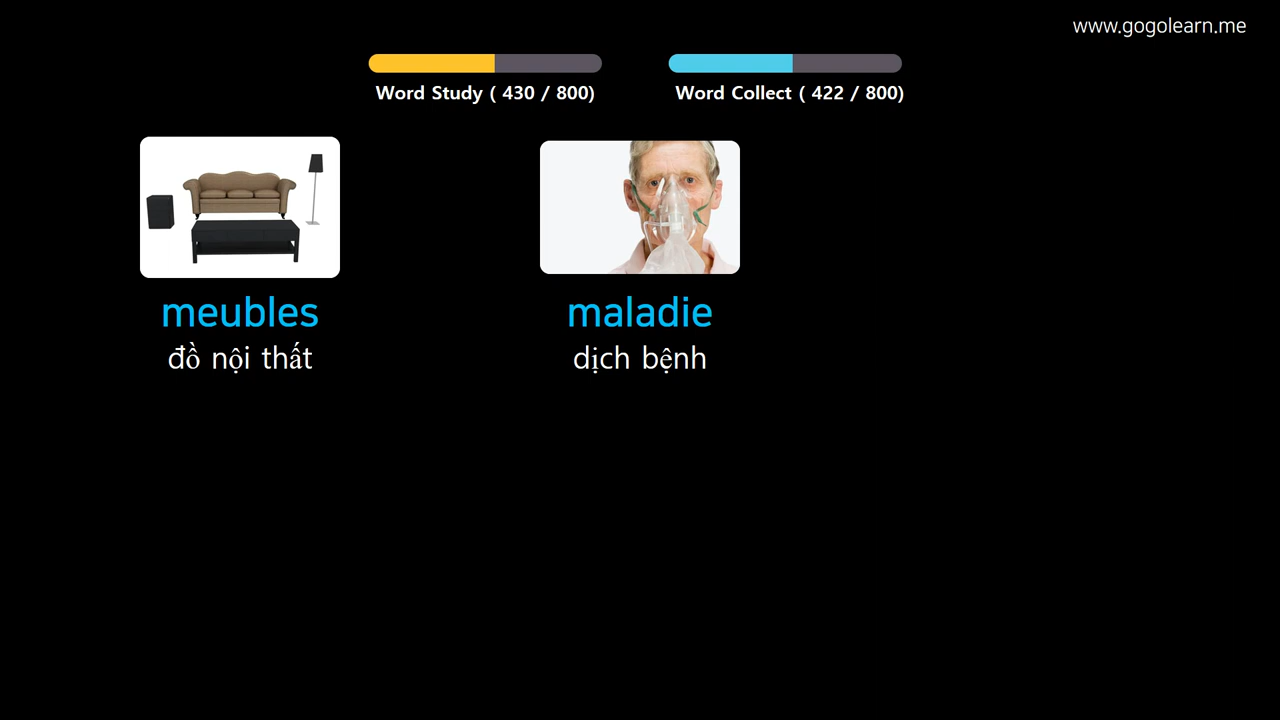 www.gogolearn.me
Word Study ( 430 / 800)
Word Collect ( 422 / 800)
meubles
đồ nội thất
maladie
dịch bệnh